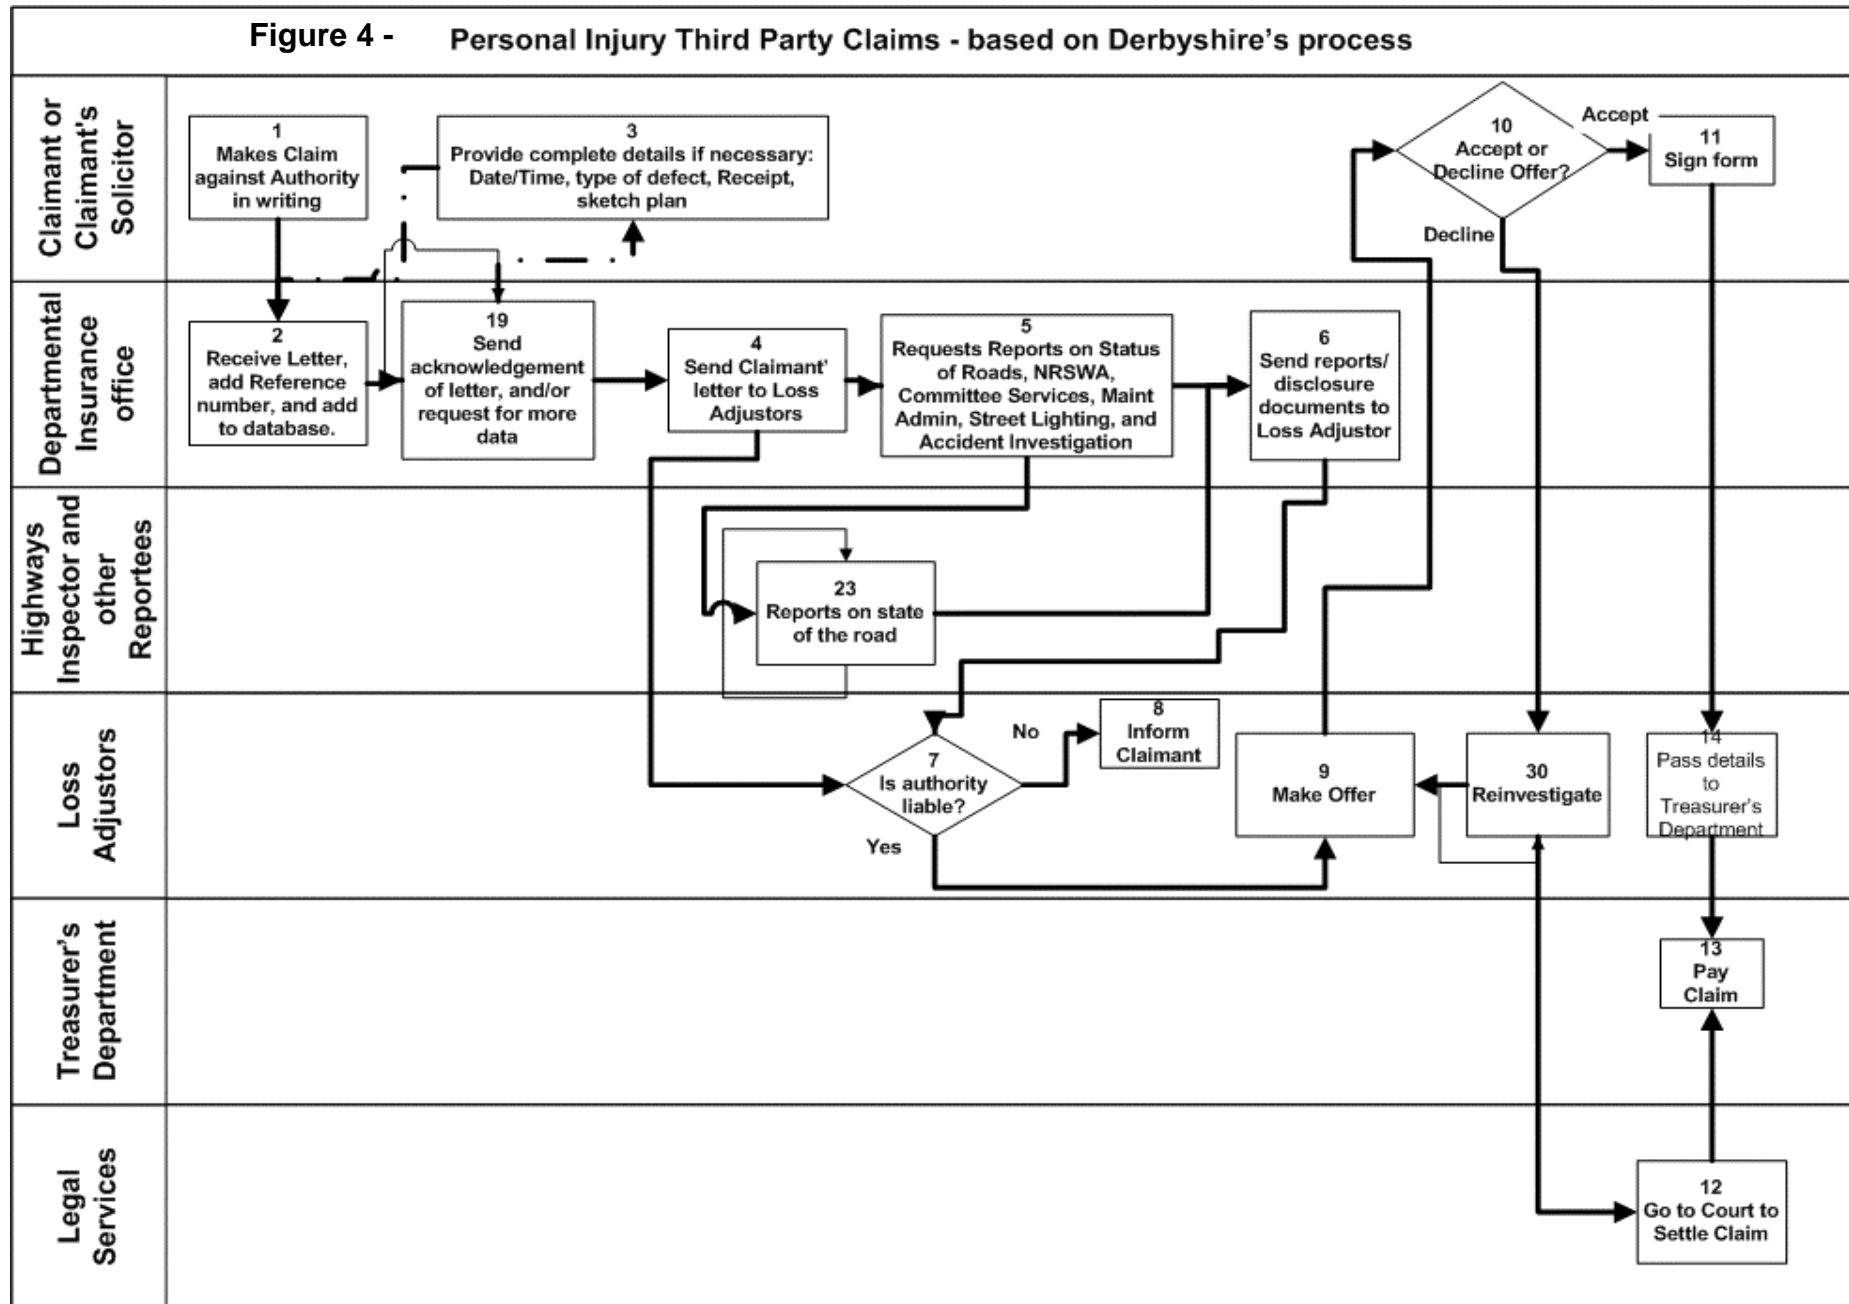 Figure 4 - Personal Injury Third Party Claims - based on Derbyshire's process
Claimant or
Claimant's
Solicitor
1
Makes Claim
against Authority
in writing
3
Provide complete details if necessary:
Date/Time, type of defect, Receipt,
sketch plan
10
Accept or
Decline Offer?
Accept
Decline
11
Sign form
Departmental
Insurance
office
2
Receive Letter,
add Reference
number, and add
to database.
19
Send
acknowledgement
of letter, and/or
request for more
data
4
Send Claimant'
letter to Loss
Adjustors
5
Requests Reports on Status
of Roads, NRSWA,
Committee Services, Maint
Admin, Street Lighting, and
Accident Investigation
6
Send reports/
disclosure
documents to
Loss Adjustor
Highways
Inspector and
other
Reportees
23
Reports on state
of the road
Loss
Adjustors
7
Is authority
liable?
No
Yes
8
Inform
Claimant
9
Make Offer
30
Reinvestigate
14
Pass details
to
Treasurer's
Department
Treasurer's
Department
13
Pay
Claim
Legal
Services
12
Go to Court to
Settle Claim